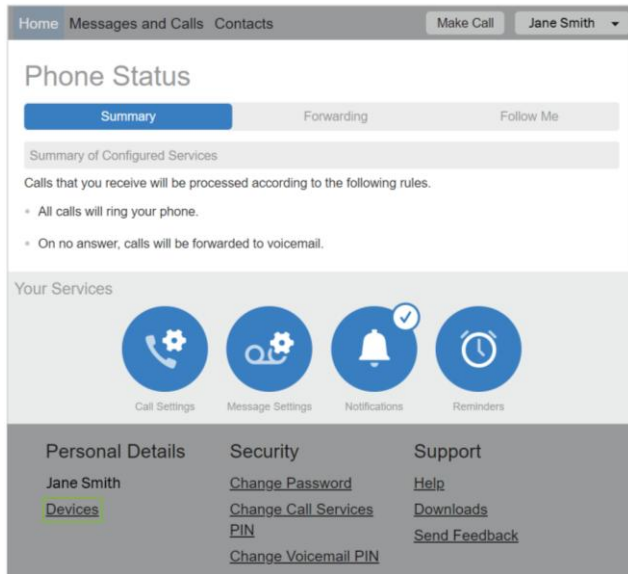 Home Messages and Calls Contacts Make Call Jane Smith
Phone Status
Summary Forwarding Follow Me
Summary of Configured Services
Calls that you receive will be processed according to the following rules.
All calls will ring your phone.
On no answer, calls will be forwarded to voicemail.
Your Services
Call Settings Message Settings Notifications Reminders
Personal Details
Jane Smith
Devices
Security
Change Password
Change Call Services
PIN
Change Voicemail PIN
Support
Help
Downloads
Send Feedback